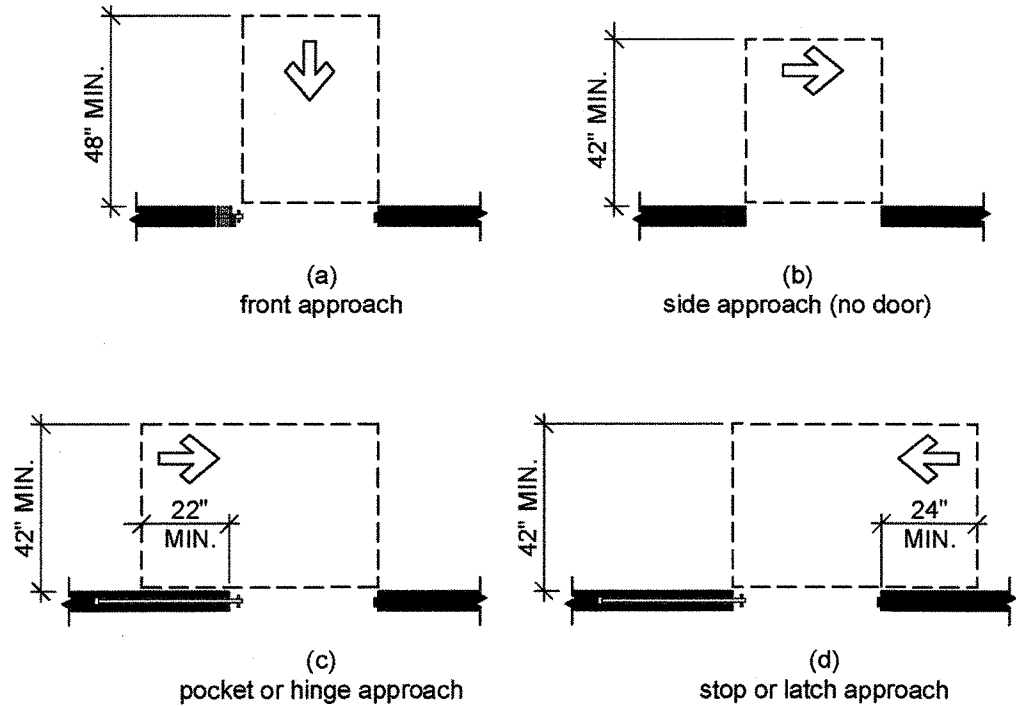 48" MIN.
(a)
front approach
42" MIN.
(b)
side approach (no door)
42" MIN.
22"
MIN.
(c)
pocket or hinge approach
42" MIN.
24"
MIN.
(d)
stop or latch approach